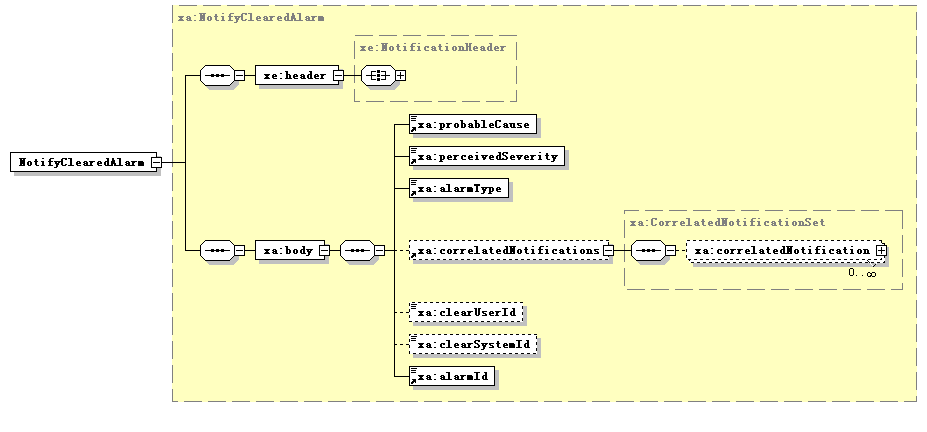 xa:NotifyClearedAlarm
xe:NotificationHeader
xe:header
xa:probableCause
xa:perceivedSeverity
NotifyClearedAlarm
xa:alarmType
xa:CorrelatedNotificationSet
xa:body
xa:correlatedNotifications
xa:correlatedNotification
0..∞
xa:clearUserId
xa:clearSystemId
xa:alarmId